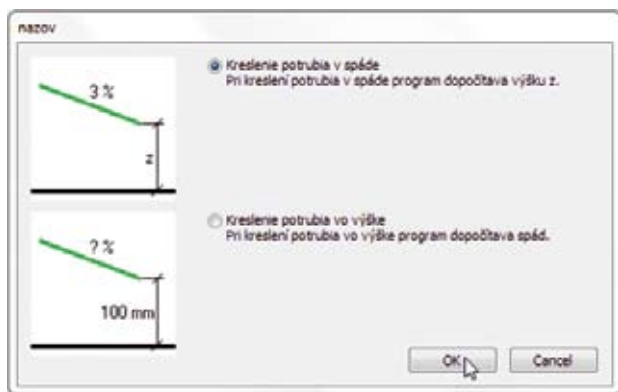 nazov
3 %
z
Kreslenie potrubia v spáde
Pri kreslení potrubia v spáde program dopočítava výšku z.
? %
100 mm
Kreslenie potrubia vo výške
Pri kreslení potrubia vo výške program dopočítava spád.
OK
Cancel